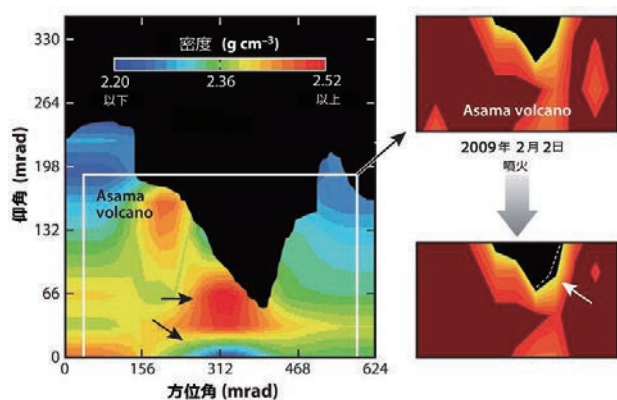 密度 (g cm⁻³)
2.20
2.36
2.52
以下
以上
Asama
volcano
仰角 (mrad)
330
264
198
132
66
0
0
156
312
468
624
方位角 (mrad)
Asama volcano
2009年 2月2日
噴火